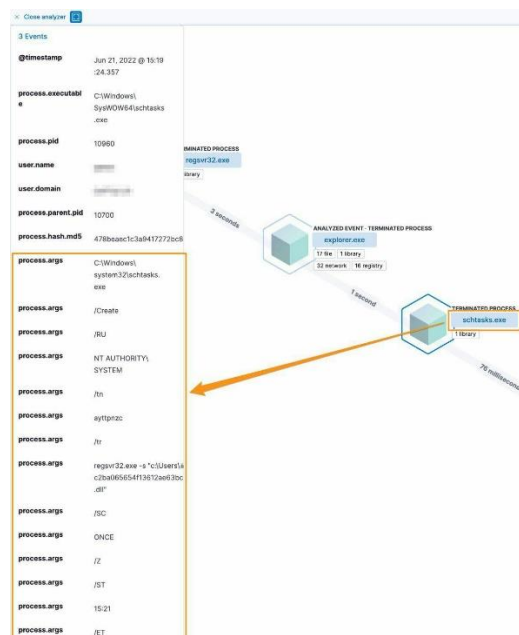 × Close analyzer
3 Events
@timestamp
Jun 21, 2022 @ 15:19
:24.357
process.executabl
e
C:\Windows\
SysWOW64\schtasks
.exe
process.pid
10960
user.name
user.domain
process.parent.pid
10700
process.hash.md5
process.args
C:\Windows\
system32\schtasks.
exe
process.args
/Create
process.args
/RU
process.args
NT AUTHORITY\
SYSTEM
process.args
/tn
process.args
ayttpnzc
process.args
/tr
process.args
regsvr32.exe -s "c:\Users\a
c2ba065654f13612ae63bc
.dll"
process.args
/SC
process.args
ONCE
process.args
/Z
process.args
/ST
process.args
15:21
process.args
/ET
MINATED PROCESS
regsvr32.exe
library
3 seconds
ANALYZED EVENT · TERMINATED PROCESS
explorer.exe
17 file 1 library
32 network 16 registry
1 second
TERMINATED PROCESS
schtasks.exe
1 library
76 millisecon